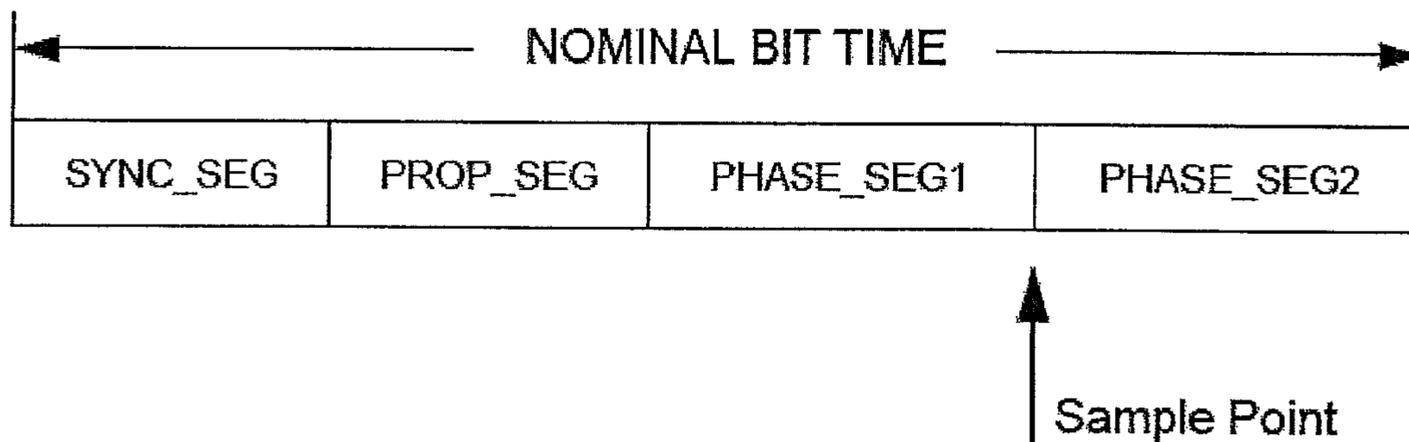 NOMINAL BIT TIME
SYNC_SEG PROP_SEG PHASE_SEG1 PHASE_SEG2
Sample Point